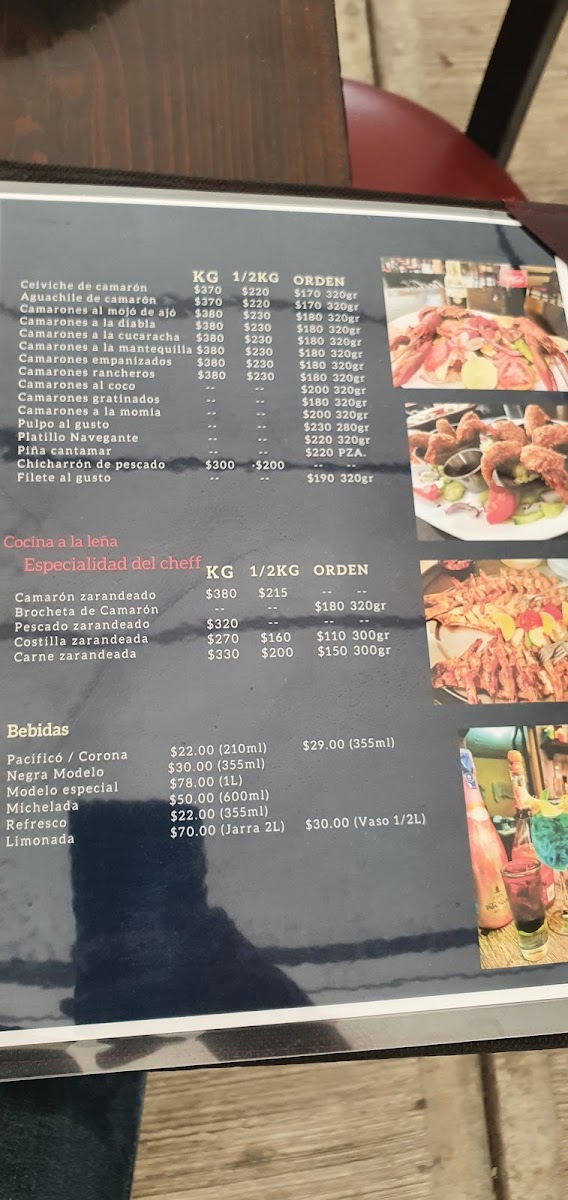 KG 1/2KG ORDEN
Ceiviche de camarón $370 $220 $170 320gr
Aguachile de camarón $370 $220 $170 320gr
Camarones al mojó de ajó $380 $230 $180 320gr
Camarones a la diabla $380 $230 $180 320gr
Camarones a la cucaracha $380 $230 $180 320gr
Camarones a la mantequilla $380 $230 $180 320gr
Camarones empanizados $380 $230 $180 320gr
Camarones rancheros $380 $230 $180 320gr
Camarones al coco -- -- $200 320gr
Camarones gratinados -- -- $180 320gr
Camarones a la momia -- -- $200 320gr
Pulpo al gusto -- -- $230 280gr
Platillo Navegante -- -- $220 320gr
Piña cantamar -- -- $220 PZA.
Chicharrón de pescado $300 ·$200 -- --
Filete al gusto -- -- $190 320gr
Cocina a la leña
Especialidad del cheff KG 1/2KG ORDEN
Camarón zarandeado $380 $215 -- --
Brocheta de Camarón -- -- $180 320gr
Pescado zarandeado $320 -- -- --
Costilla zarandeada $270 $160 $110 300gr
Carne zarandeada $330 $200 $150 300gr
Bebidas
Pacificó / Corona $22.00 (210ml) $29.00 (355ml)
Negra Modelo $30.00 (355ml)
Modelo especial $78.00 (1L)
Michelada $50.00 (600ml)
Refresco $22.00 (355ml)
Limonada $70.00 (Jarra 2L) $30.00 (Vaso 1/2L)